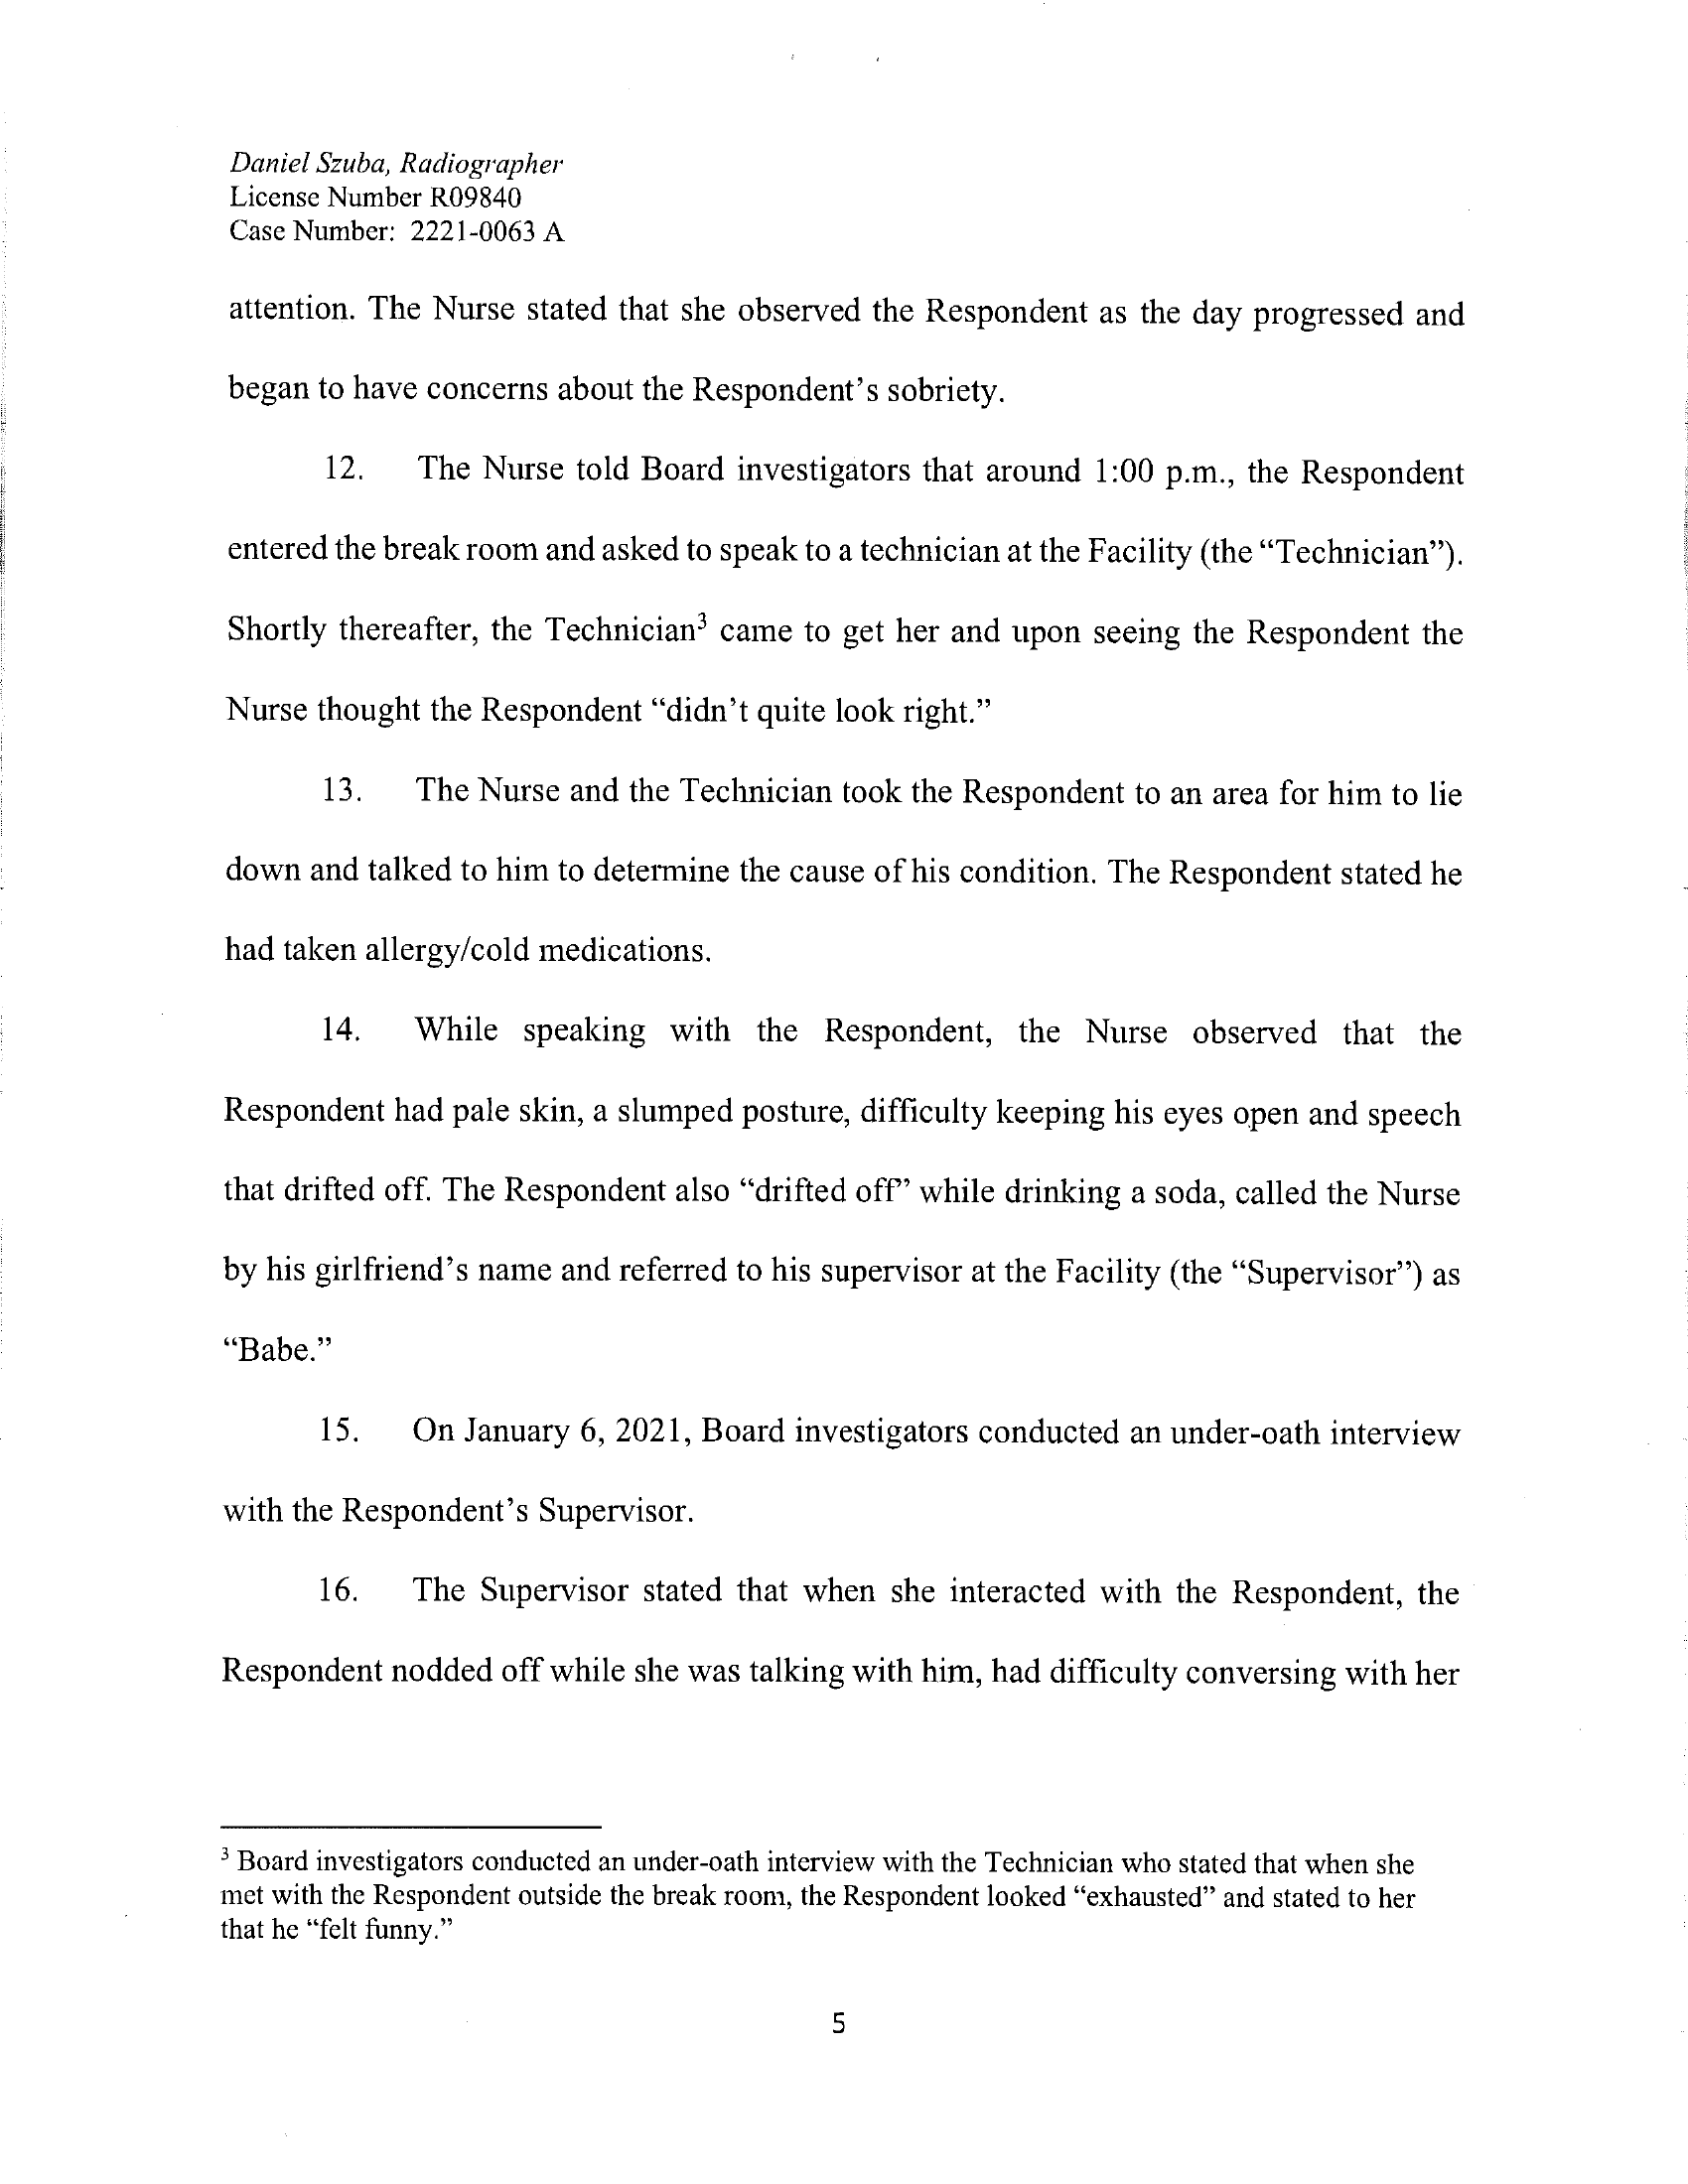 Daniel Szuba, Radiographer
License Number R09840
Case Number: 2221-0063 A
attention. The Nurse stated that she observed the Respondent as the day progressed and
began to have concerns about the Respondent’s sobriety.
12. The Nurse told Board investigators that around 1:00 p.m., the Respondent
entered the break room and asked to speak to a technician at the Facility (the “Technician”).
Shortly thereafter, the Technician³ came to get her and upon seeing the Respondent the
Nurse thought the Respondent “didn’t quite look right.”
13. The Nurse and the Technician took the Respondent to an area for him to lie
down and talked to him to determine the cause of his condition. The Respondent stated he
had taken allergy/cold medications.
14. While speaking with the Respondent, the Nurse observed that the
Respondent had pale skin, a slumped posture, difficulty keeping his eyes open and speech
that drifted off. The Respondent also “drifted off” while drinking a soda, called the Nurse
by his girlfriend’s name and referred to his supervisor at the Facility (the “Supervisor”) as
“Babe.”
15. On January 6, 2021, Board investigators conducted an under-oath interview
with the Respondent’s Supervisor.
16. The Supervisor stated that when she interacted with the Respondent, the
Respondent nodded off while she was talking with him, had difficulty conversing with her
³ Board investigators conducted an under-oath interview with the Technician who stated that when she
met with the Respondent outside the break room, the Respondent looked “exhausted” and stated to her
that he “felt funny.”
5